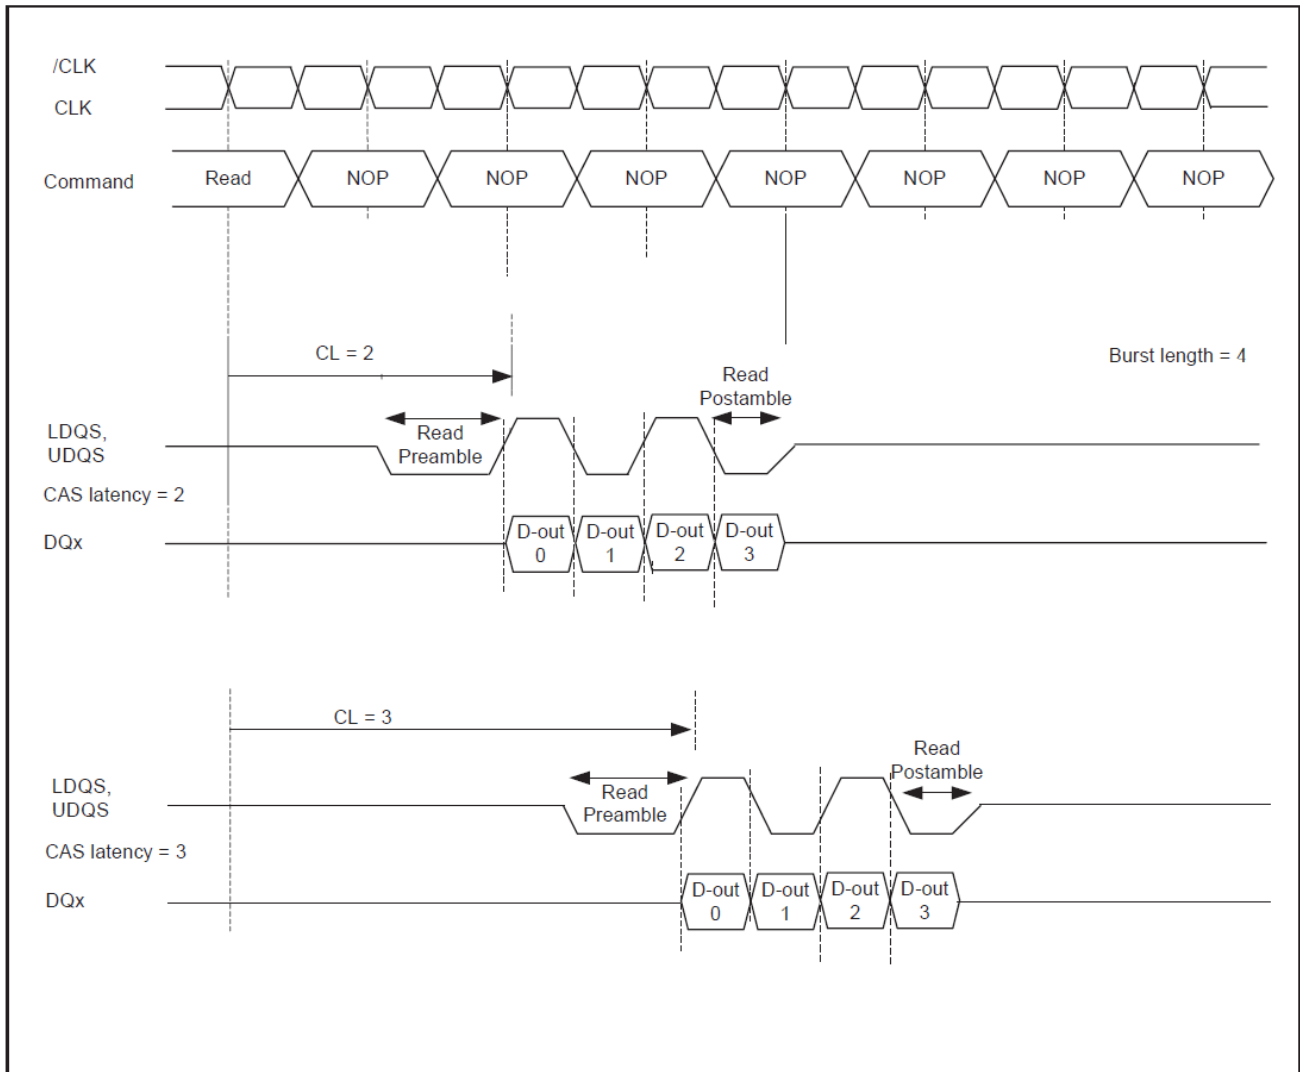 /CLK
CLK
Command
Read NOP NOP NOP NOP NOP NOP NOP
CL = 2
Burst length = 4
Read
Postamble
LDQS,
UDQS
Read
Preamble
CAS latency = 2
DQx
D-out
0
D-out
1
D-out
2
D-out
3
CL = 3
Read
Postamble
LDQS,
UDQS
Read
Preamble
CAS latency = 3
DQx
D-out
0
D-out
1
D-out
2
D-out
3